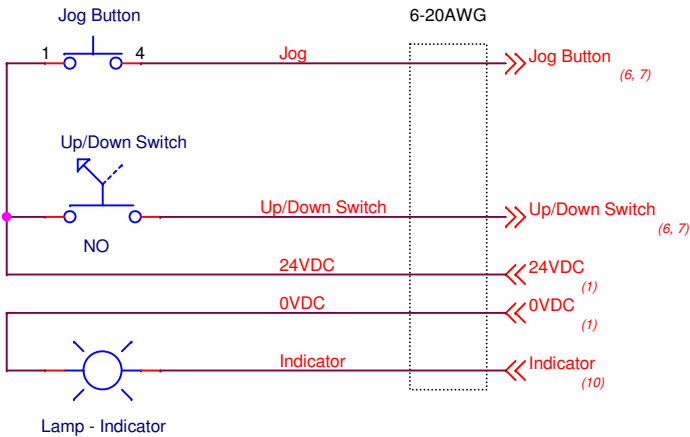 Jog Button
6-20AWG
1
4
Jog
Jog Button
(6, 7)
Up/Down Switch
Up/Down Switch
Up/Down Switch
(6, 7)
NO
24VDC
24VDC
(1)
0VDC
0VDC
(1)
Indicator
Indicator
(10)
Lamp - Indicator